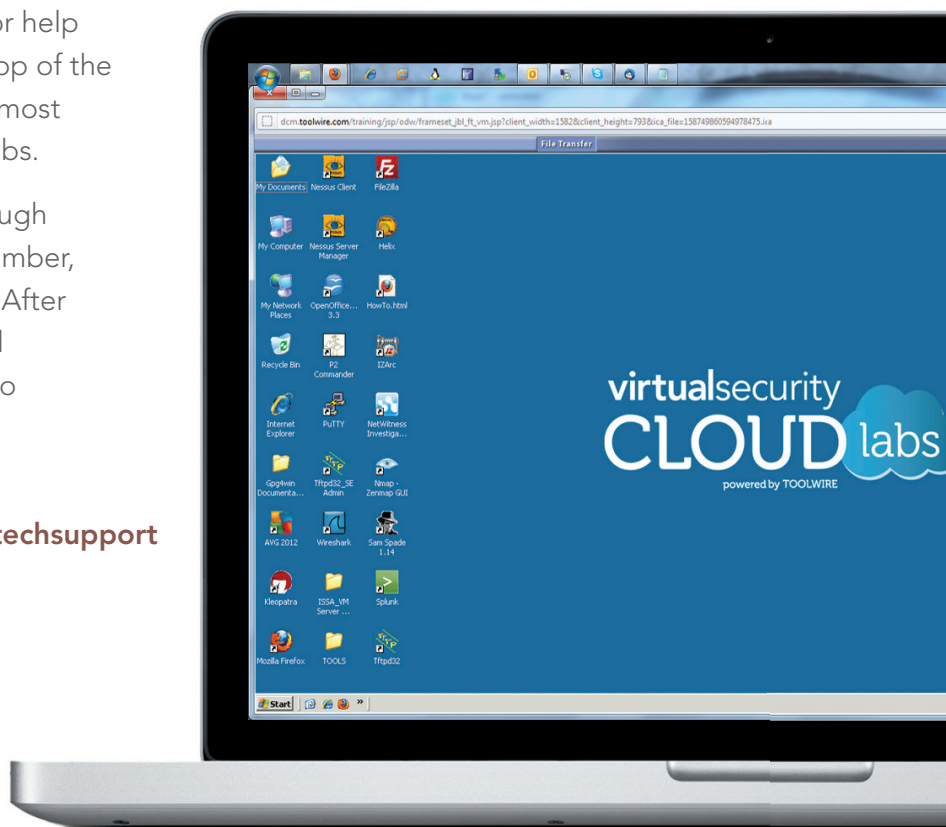 or help
op of the
most
bs.
ugh
mber,
After
l
o
techsupport
dcm.toolwire.com/training/jsp/odw/frameset_jbl_ft_vm.jsp?client_width=1582&client_height=793&ica_file=158749860594978475.ica
File Transfer
My Documents
Nessus Client
FileZilla
My Computer
Nessus Server
Manager
Helix
My Network
Places
OpenOffice...
3.3
HowTo.html
Recycle Bin
P2
Commander
IZArc
Internet
Explorer
PuTTY
NetWitness
Investiga...
Gpg4win
Documenta...
Tftpd32_SE
Admin
Nmap -
Zenmap GUI
AVG 2012
Wireshark
Sam Spade
1.14
Kleopatra
ISSA_VM
Server ...
Splunk
Mozilla Firefox
TOOLS
Tftpd32
virtualsecurity
CLOUD labs
powered by TOOLWIRE
Start